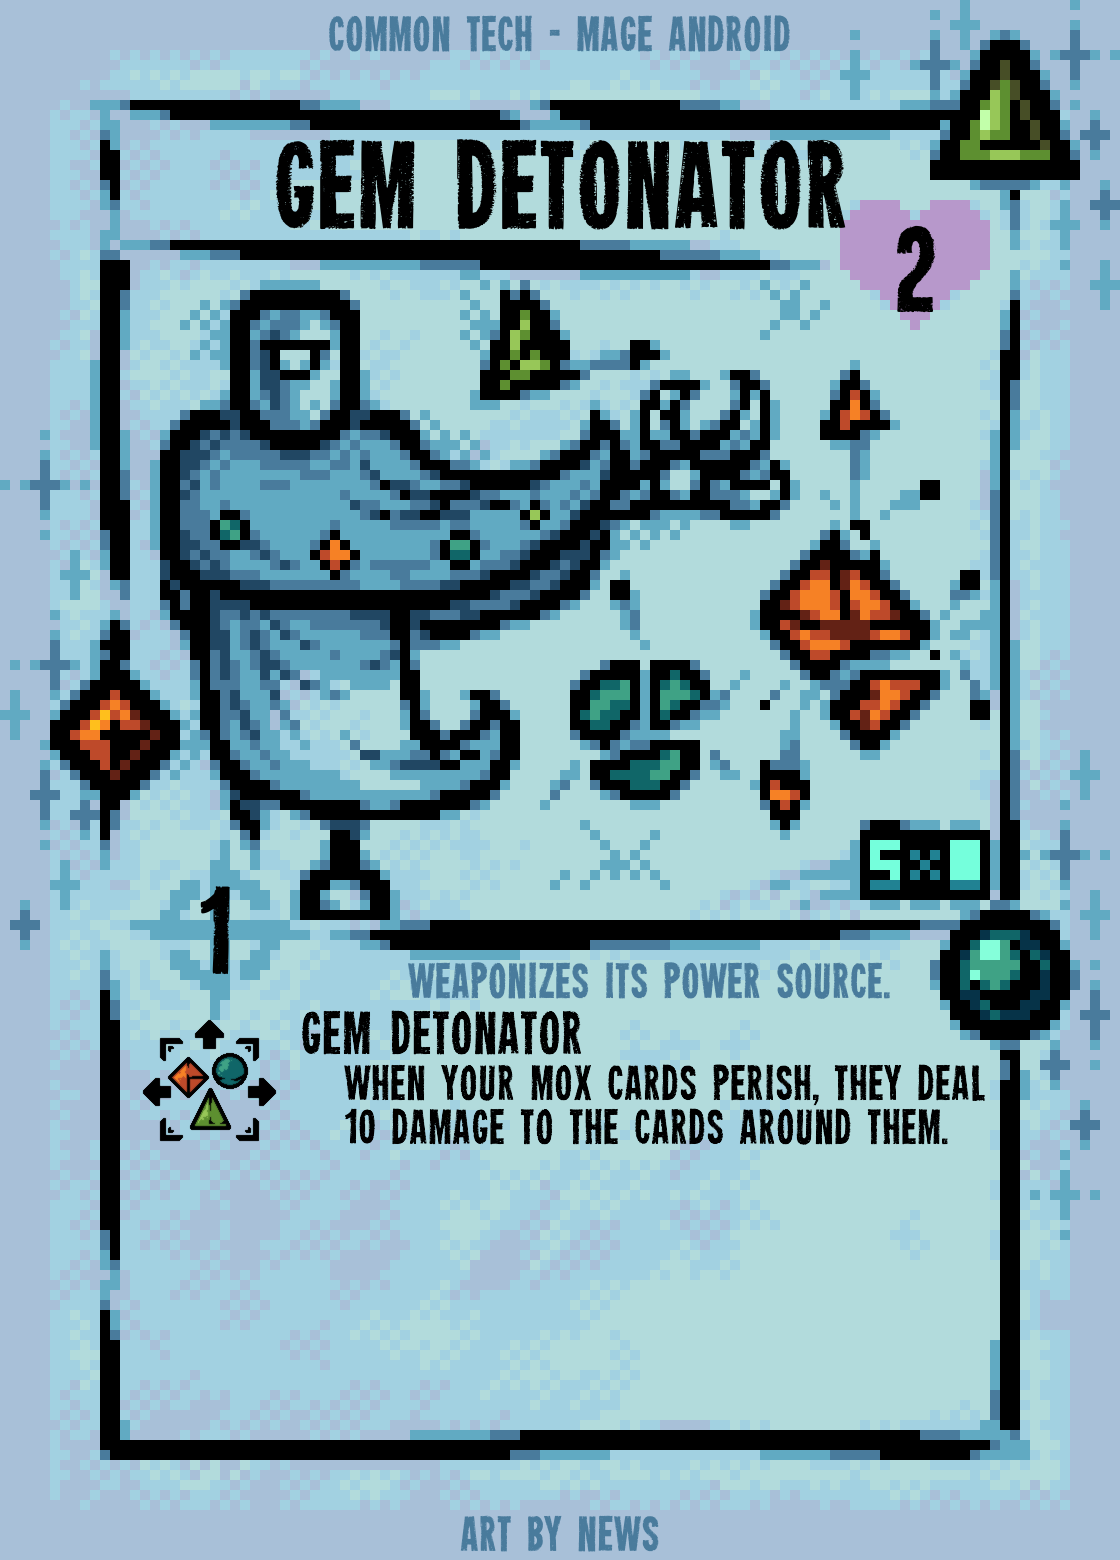 COMMON TECH - MAGE ANDROID
GEM DETONATOR
2
5X
1
WEAPONIZES ITS POWER SOURCE.
GEM DETONATOR
WHEN YOUR MOX CARDS PERISH, THEY DEAL
10 DAMAGE TO THE CARDS AROUND THEM.
ART BY NEWS